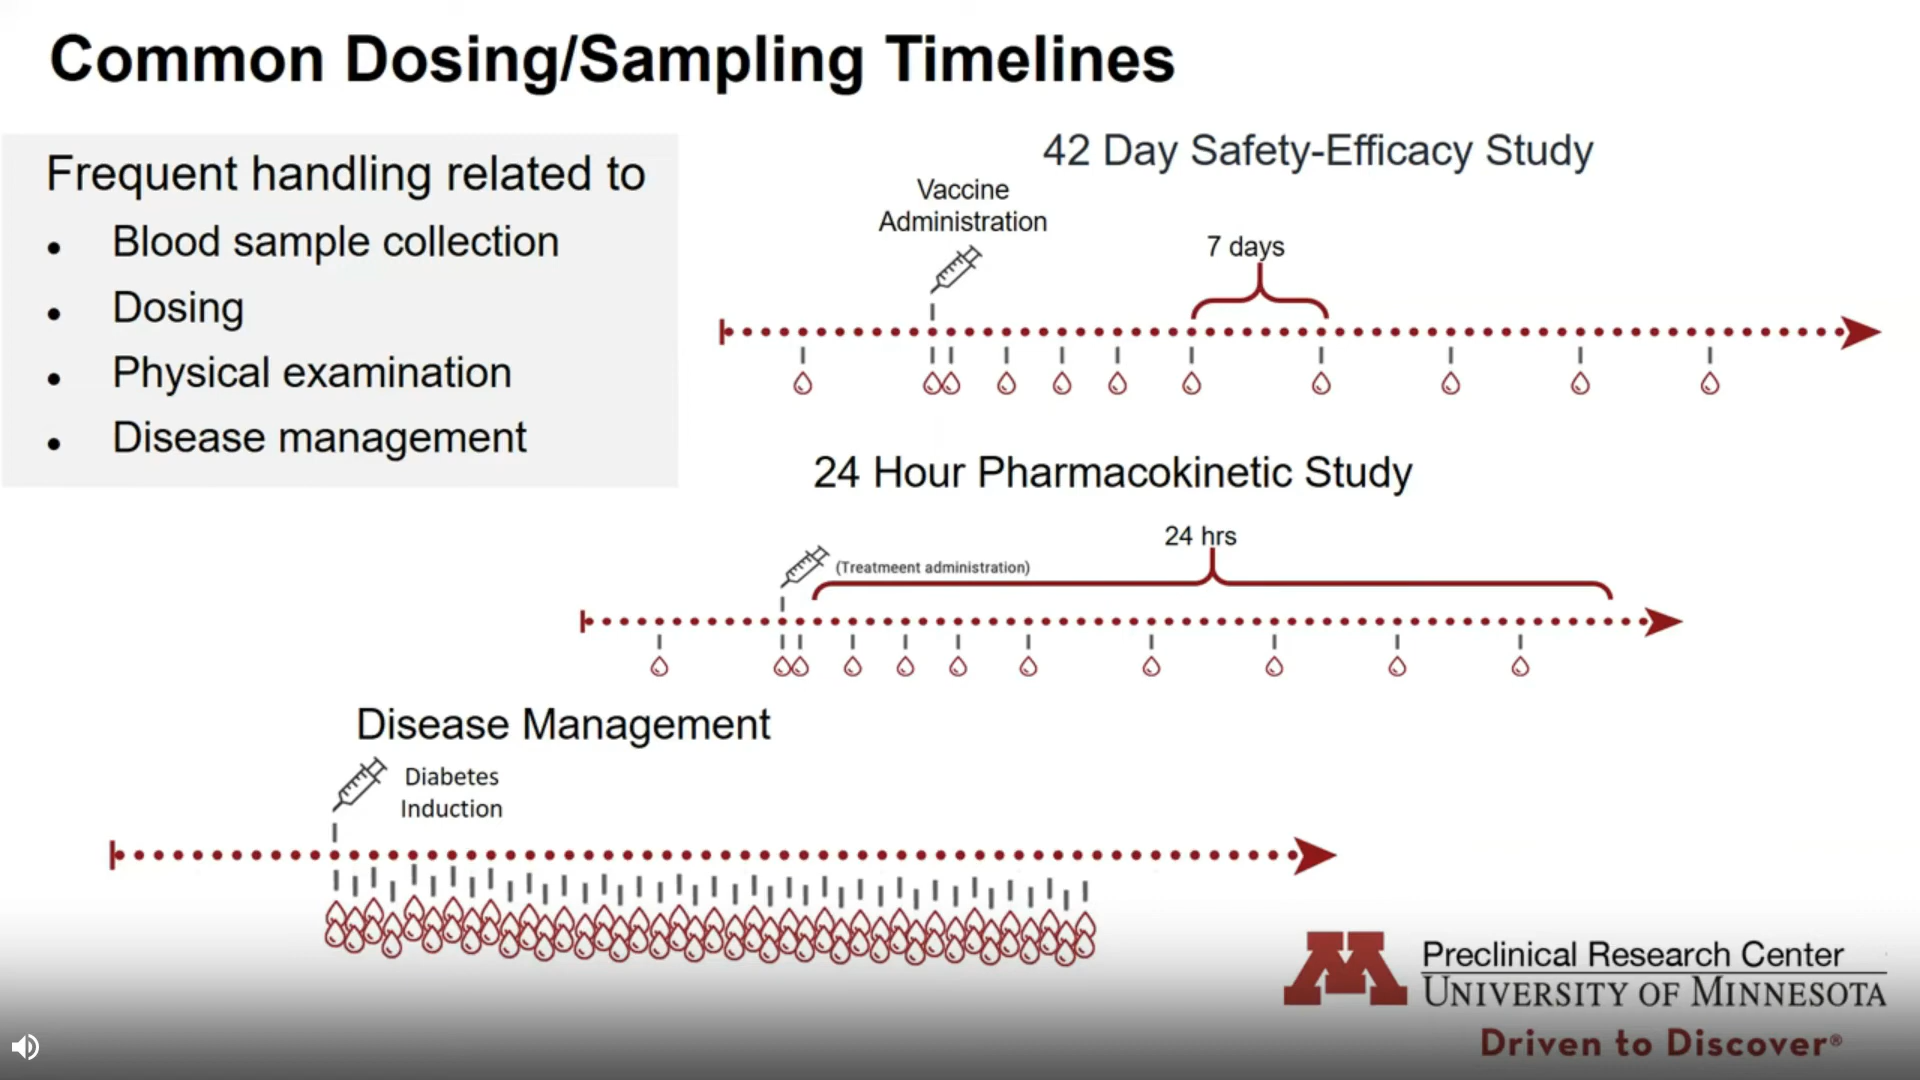 Common Dosing/Sampling Timelines
Frequent handling related to
• Blood sample collection
• Dosing
• Physical examination
• Disease management
42 Day Safety-Efficacy Study
Vaccine
Administration
7 days
24 Hour Pharmacokinetic Study
24 hrs
(Treatmeent administration)
Disease Management
Diabetes
Induction
M
Preclinical Research Center
UNIVERSITY OF MINNESOTA
Driven to Discover®